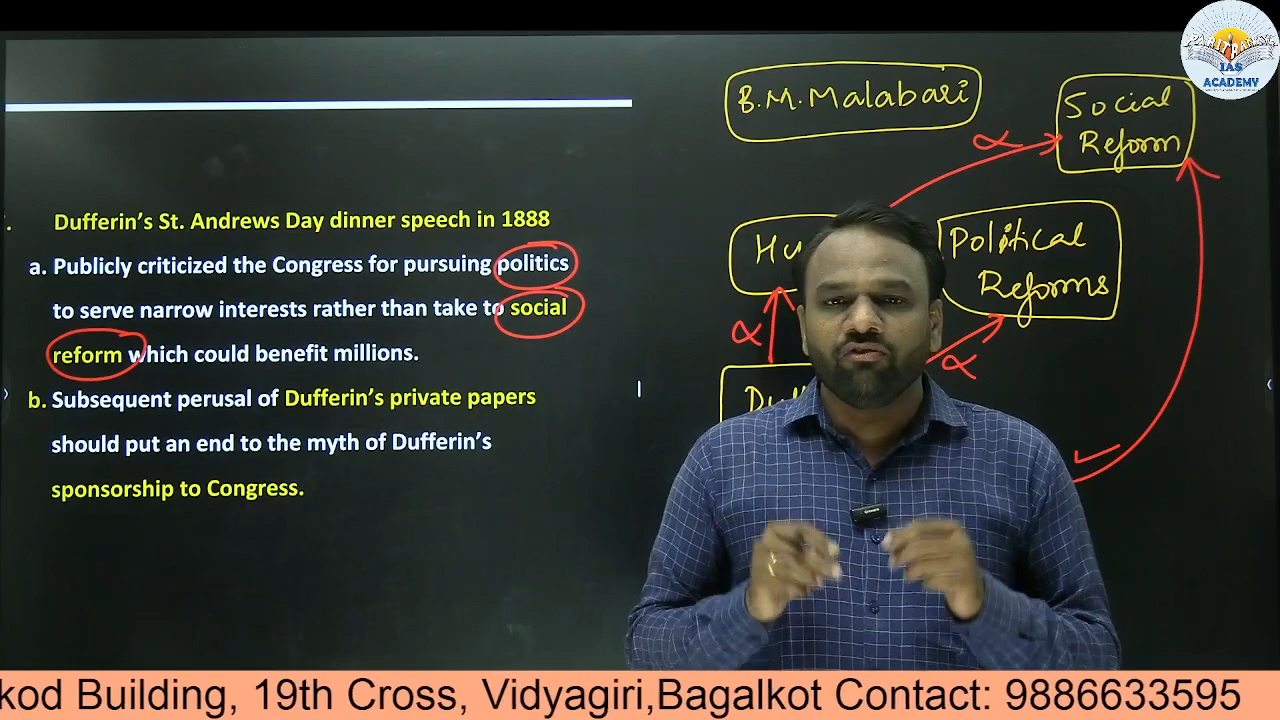 IAS
ACADEMY
B.M. Malabari
Social
Reform
Dufferin's St. Andrews Day dinner speech in 1888
a. Publicly criticized the Congress for pursuing politics
to serve narrow interests rather than take to social
reform which could benefit millions.
b. Subsequent perusal of Dufferin's private papers
should put an end to the myth of Dufferin's
sponsorship to Congress.
α
Hu
Political
Reforms
α
α
kod Building, 19th Cross, Vidyagiri,Bagalkot Contact: 9886633595